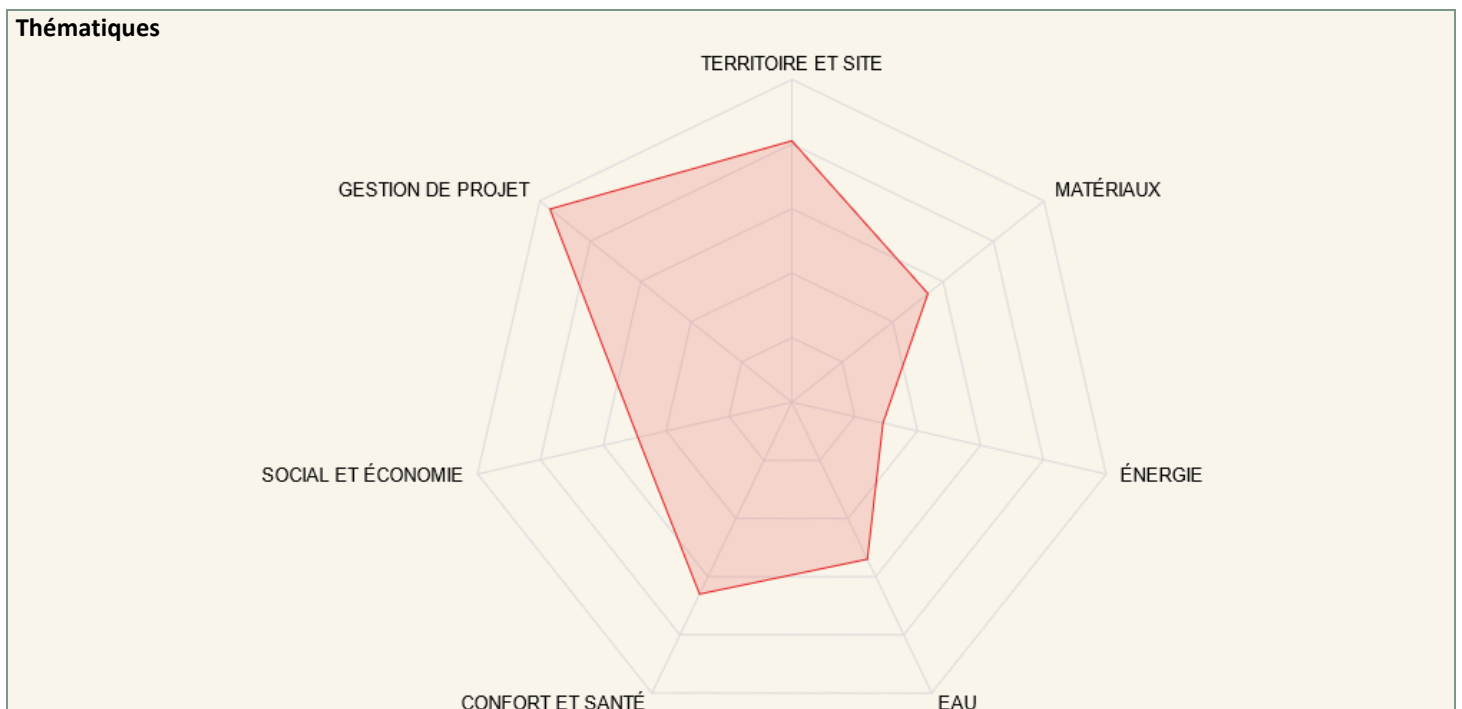 Thématiques
TERRITOIRE ET SITE
GESTION DE PROJET
MATÉRIAUX
SOCIAL ET ÉCONOMIE
ÉNERGIE
CONFORT ET SANTÉ
EAU